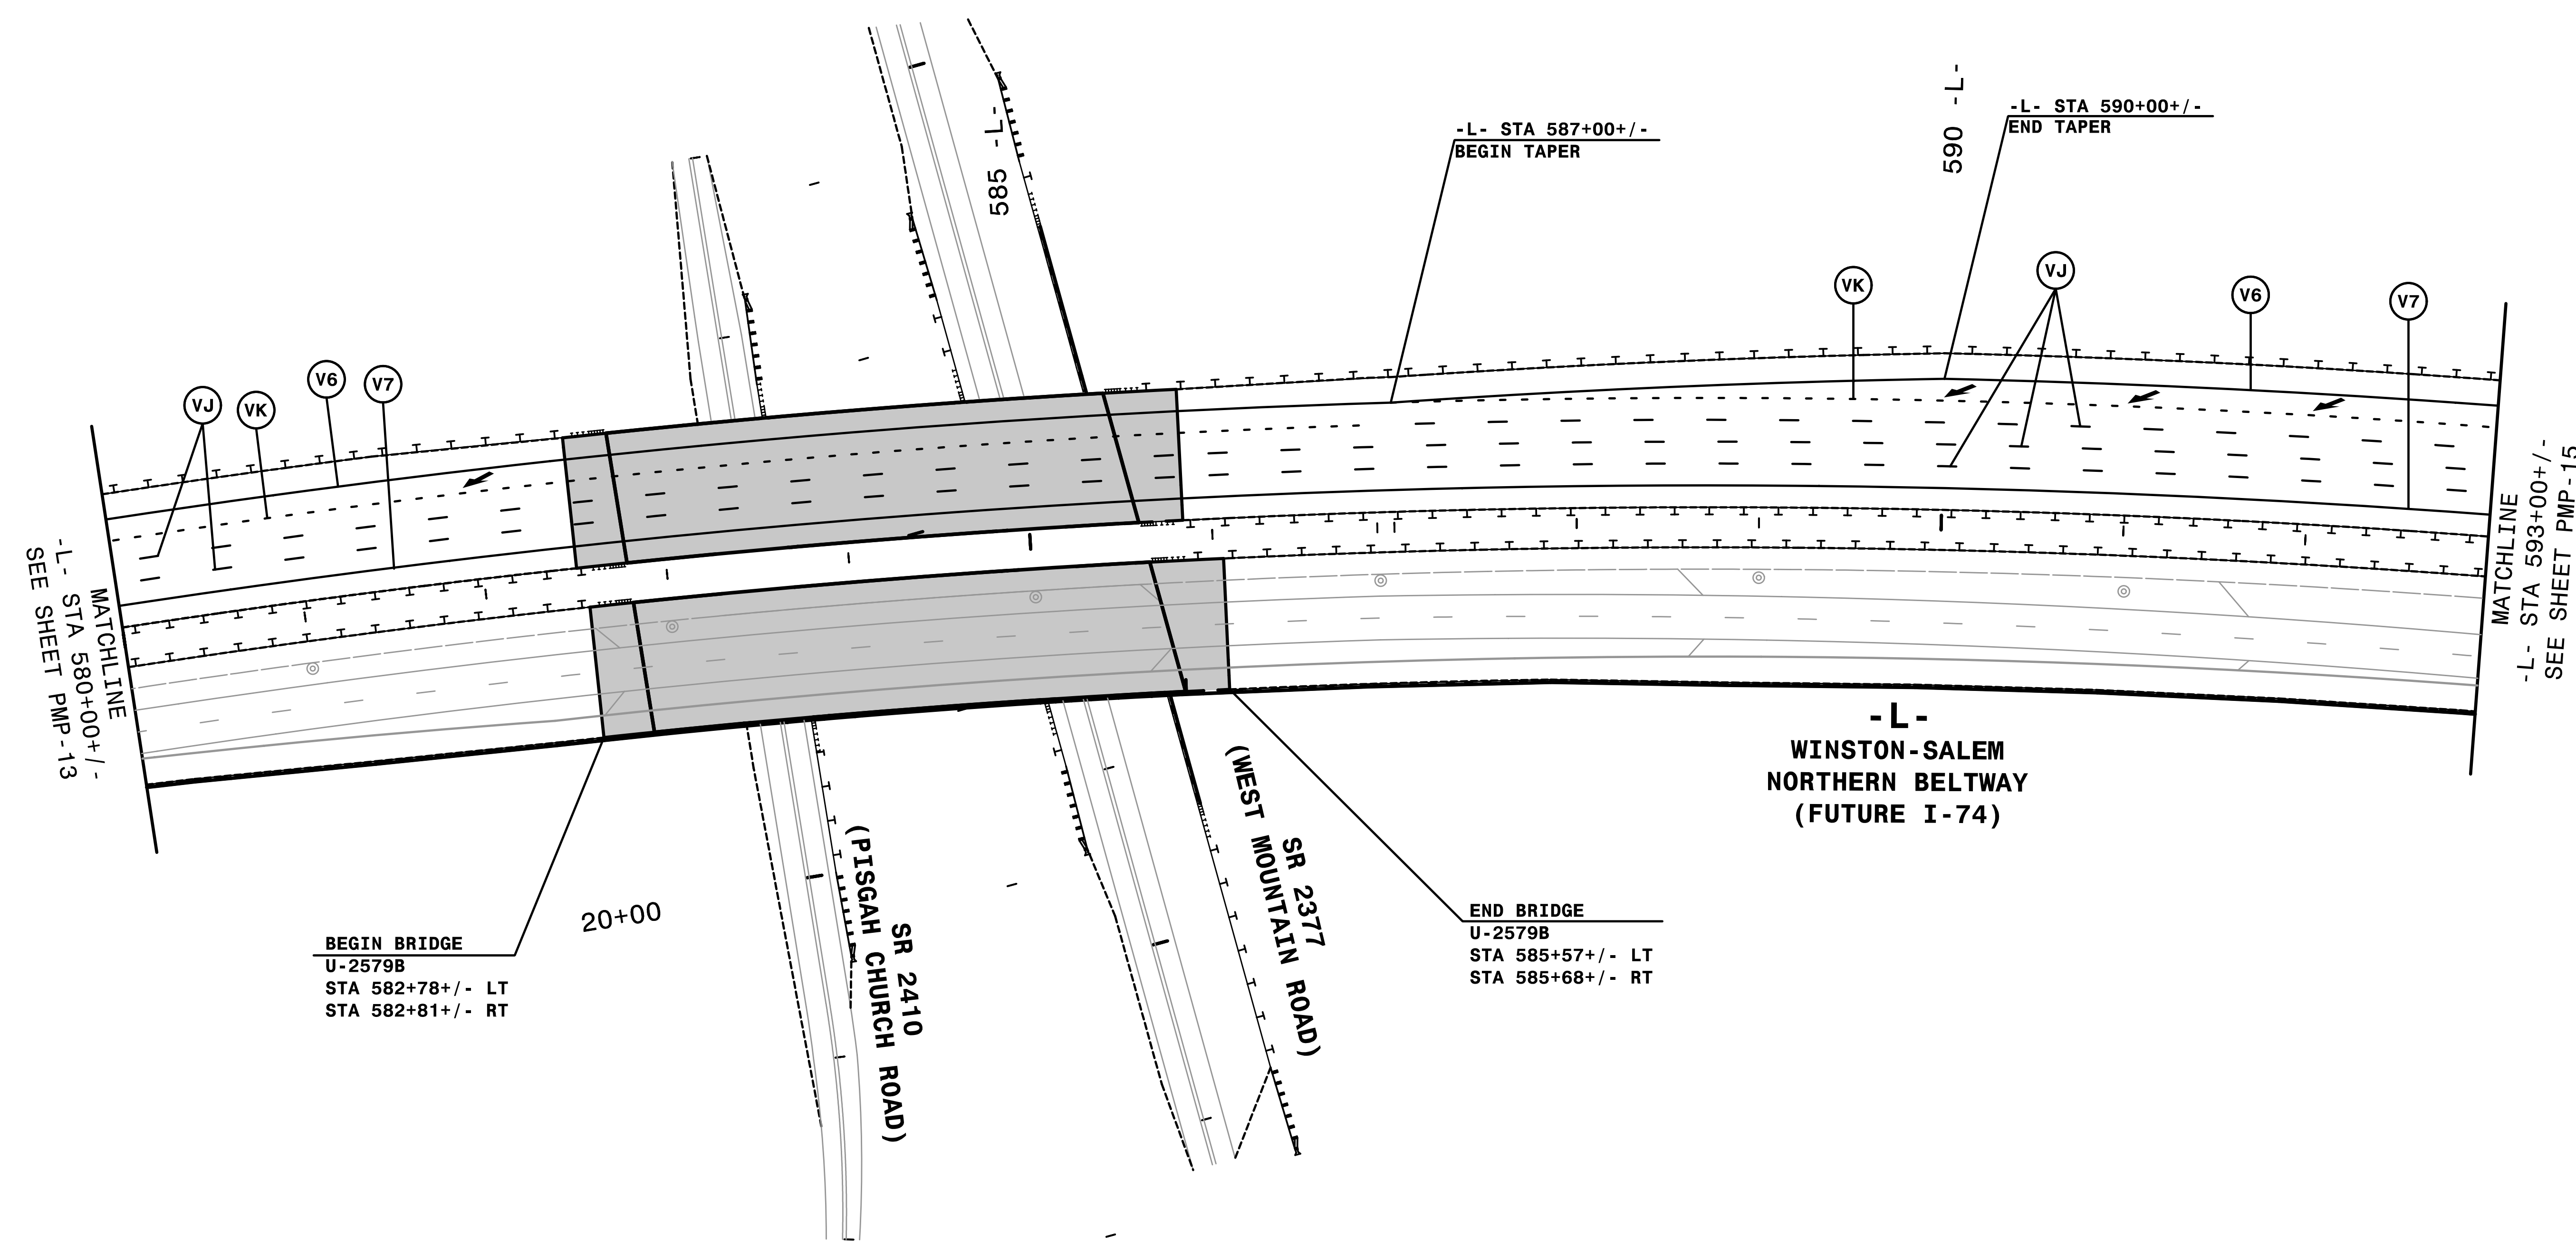 585 -L-
-L- STA 587+00+/-
BEGIN TAPER
590 -L-
-L- STA 590+00+/-
END TAPER
VJ
VK
V6
V7
VK
VJ
V6
V7
MATCHLINE
-L- STA 580+00+/-
SEE SHEET PMP-13
MATCHLINE
-L- STA 593+00+/-
SEE SHEET PMP-15
-L-
WINSTON-SALEM
NORTHERN BELTWAY
(FUTURE I-74)
BEGIN BRIDGE
U-2579B
STA 582+78+/- LT
STA 582+81+/- RT
20+00
SR 2410
(PISGAH CHURCH ROAD)
SR 2377
(WEST MOUNTAIN ROAD)
END BRIDGE
U-2579B
STA 585+57+/- LT
STA 585+68+/- RT